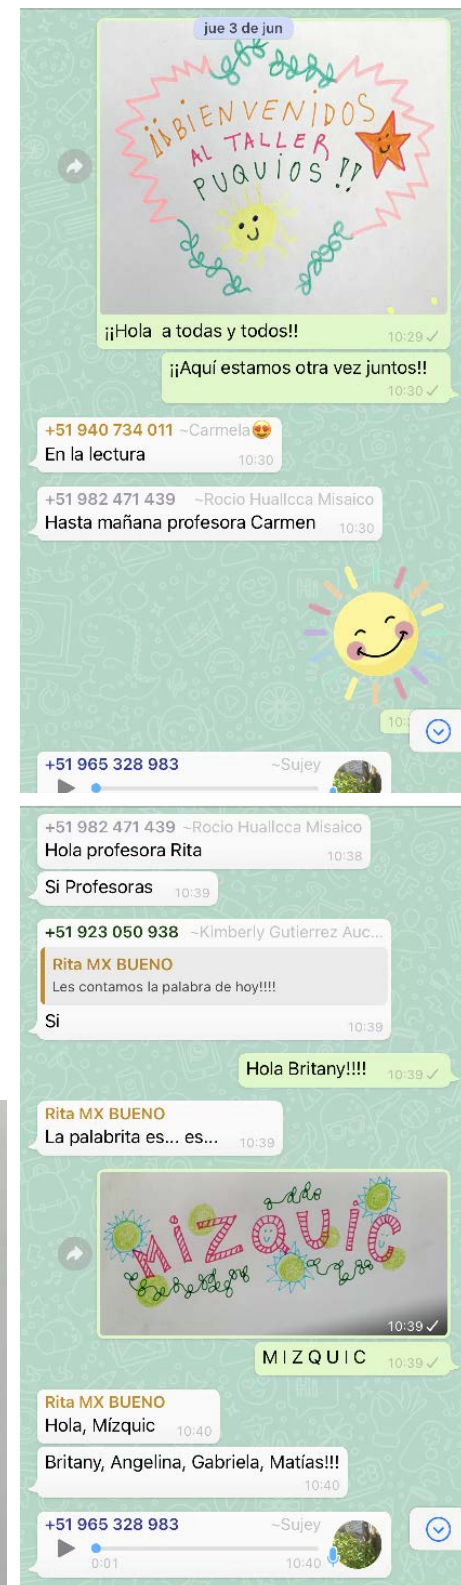 jue 3 de jun
¡¡BiENVENiDOS
AL TALLER
PUQUiOS!!
¡¡Hola a todas y todos!!
10:29
¡¡Aquí estamos otra vez juntos!!
10:30
+51 940 734 011 ~Carmela😍
En la lectura
10:30
+51 982 471 439 ~Rocio Huallcca Misaico
Hasta mañana profesora Carmen
10:30
+51 965 328 983 ~Sujey
+51 982 471 439 ~Rocio Huallcca Misaico
Hola profesora Rita
10:38
Si Profesoras
10:39
+51 923 050 938 ~Kimberly Gutierrez Auc...
Rita MX BUENO
Les contamos la palabra de hoy!!!!
Si
10:39
Hola Britany!!!!
10:39
Rita MX BUENO
La palabrita es... es...
10:39
MiZQUiC
10:39
M I Z Q U I C
10:39
Rita MX BUENO
Hola, Mízquic
10:40
Britany, Angelina, Gabriela, Matías!!!
10:40
+51 965 328 983 ~Sujey
0:01
10:40